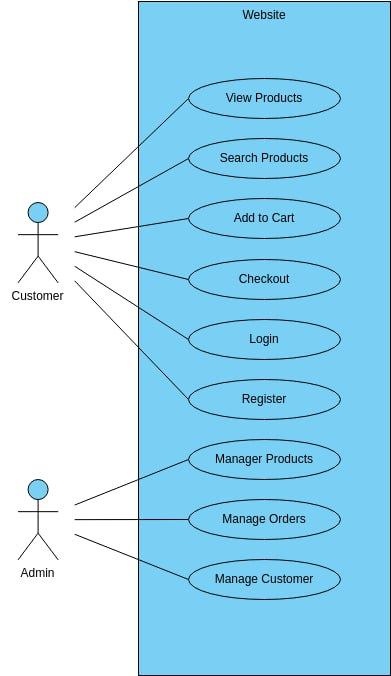 Website
View Products
Search Products
Add to Cart
Customer
Checkout
Login
Register
Manager Products
Manage Orders
Admin
Manage Customer